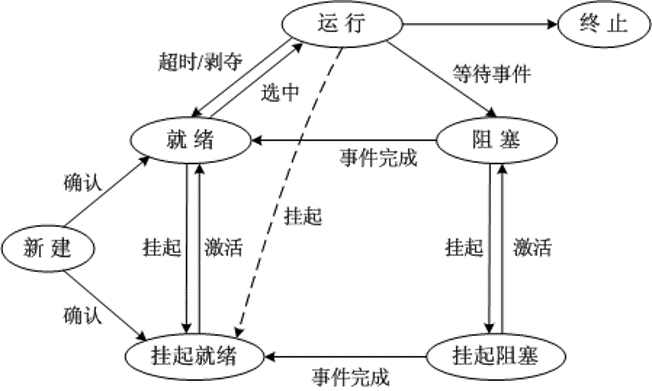 运行
终止
超时/剥夺
选中
等待事件
就绪
阻塞
事件完成
确认
挂起
新建
挂起
激活
挂起
激活
确认
挂起就绪
挂起阻塞
事件完成